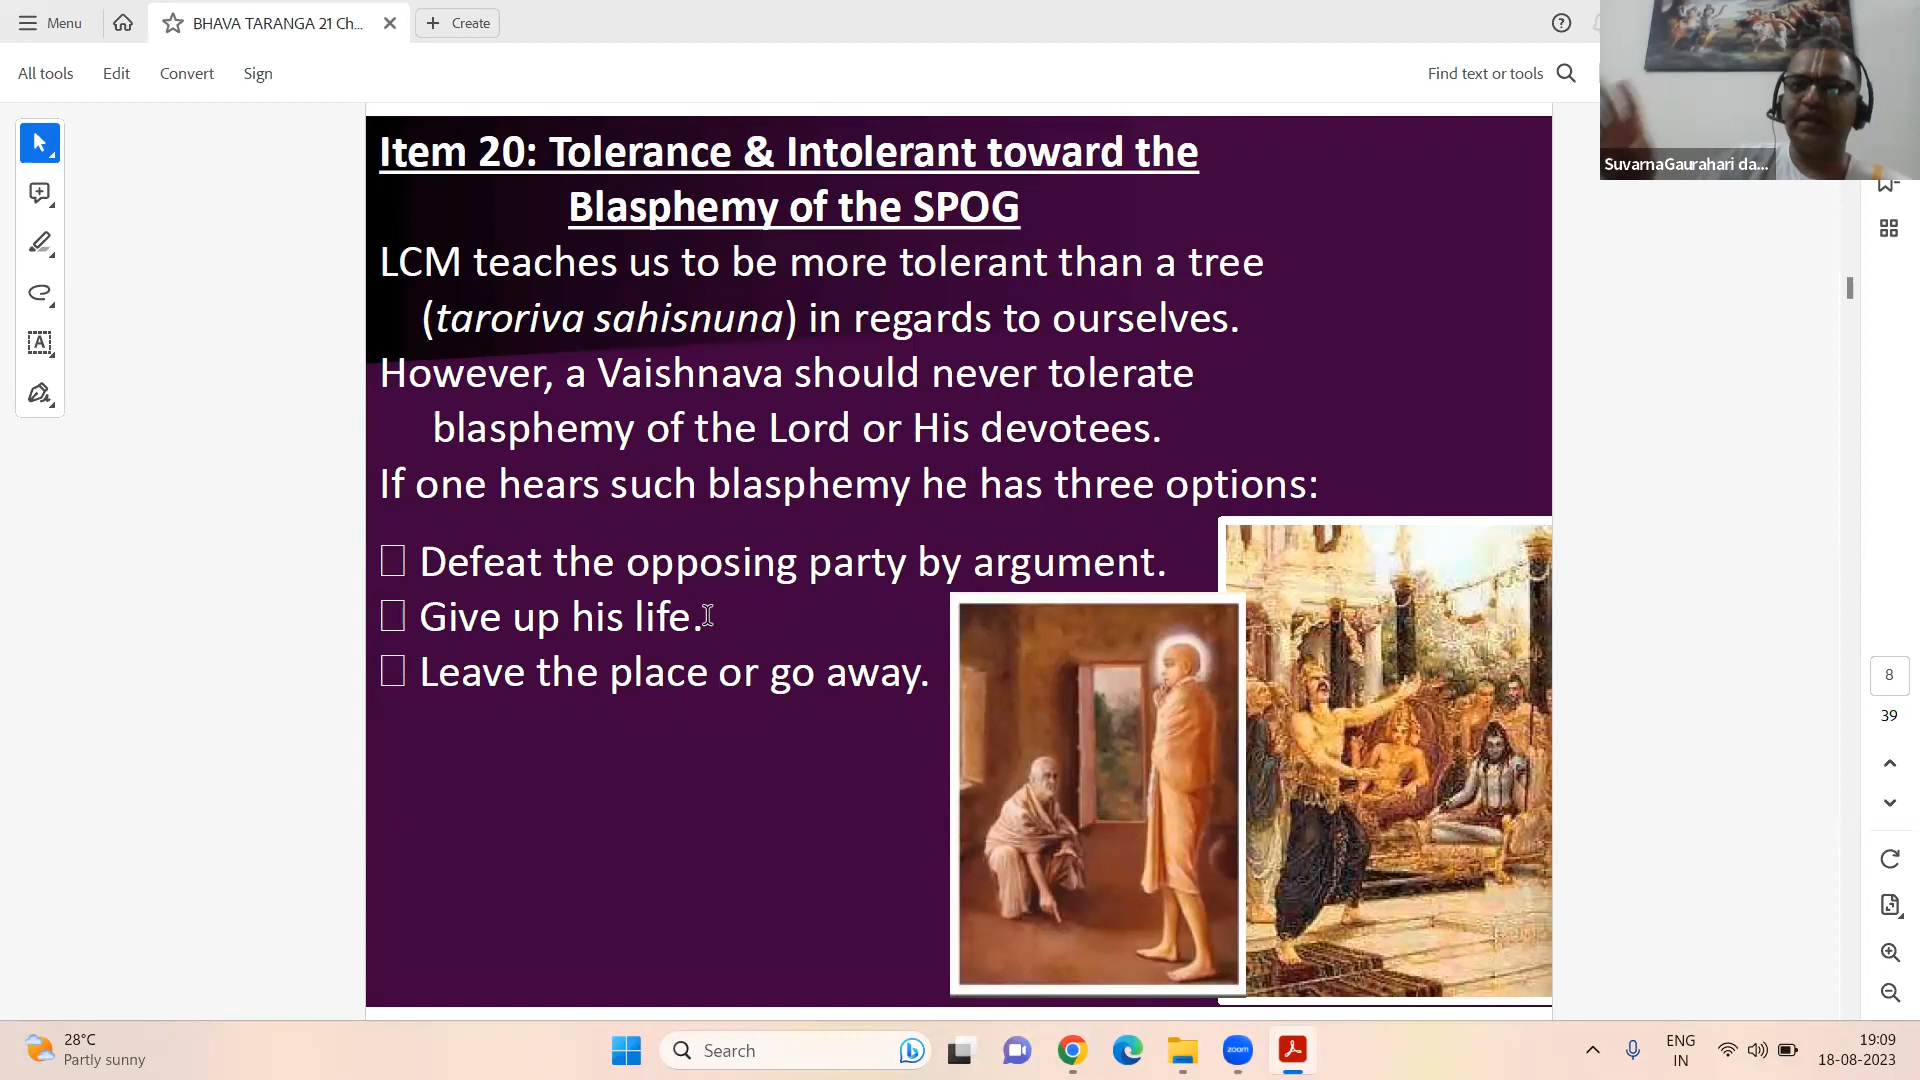 Menu
BHAVA TARANGA 21 Ch...
Create
All tools
Edit
Convert
Sign
Find text or tools
SuvarnaGaurahari da...
Item 20: Tolerance & Intolerant toward the
Blasphemy of the SPOG
LCM teaches us to be more tolerant than a tree
(taroriva sahisnuna) in regards to ourselves.
However, a Vaishnava should never tolerate
blasphemy of the Lord or His devotees.
If one hears such blasphemy he has three options:
Defeat the opposing party by argument.
Give up his life.
Leave the place or go away.
8
39
28°C
Partly sunny
Search
zoom
ENG
IN
19:09
18-08-2023